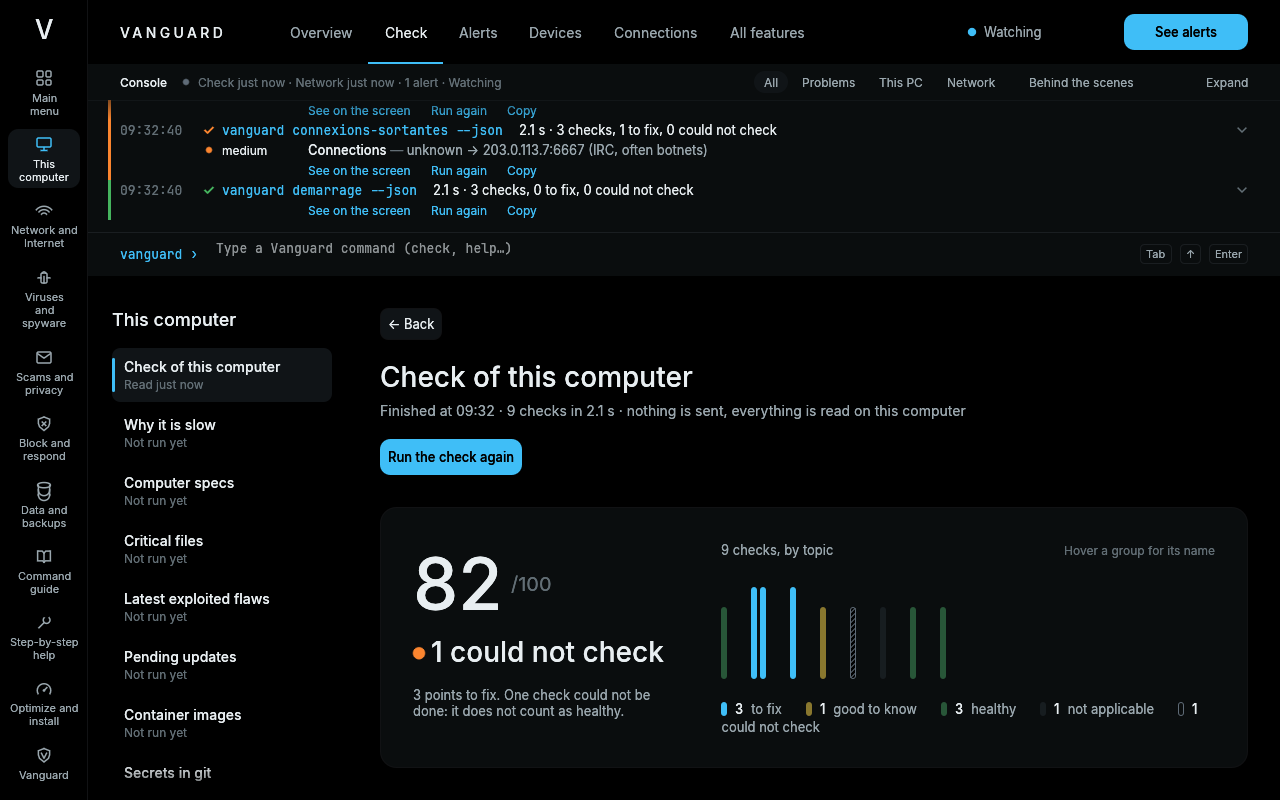 V
VANGUARD
Overview
Check
Alerts
Devices
Connections
All features
Watching
See alerts
Main menu
This computer
Network and Internet
Viruses and spyware
Scams and privacy
Block and respond
Data and backups
Command guide
Step-by-step help
Optimize and install
Vanguard
Console
Check just now · Network just now · 1 alert · Watching
All
Problems
This PC
Network
Behind the scenes
Expand
See on the screen Run again Copy
09:32:40 vanguard connexions-sortantes --json 2.1 s · 3 checks, 1 to fix, 0 could not check
medium Connections — unknown → 203.0.113.7:6667 (IRC, often botnets)
See on the screen Run again Copy
09:32:40 vanguard demarrage --json 2.1 s · 3 checks, 0 to fix, 0 could not check
See on the screen Run again Copy
vanguard › Type a Vanguard command (check, help…)
Tab ↑ Enter
This computer
Check of this computer
Read just now
Why it is slow
Not run yet
Computer specs
Not run yet
Critical files
Not run yet
Latest exploited flaws
Not run yet
Pending updates
Not run yet
Container images
Not run yet
Secrets in git
← Back
Check of this computer
Finished at 09:32 · 9 checks in 2.1 s · nothing is sent, everything is read on this computer
Run the check again
82 /100
1 could not check
3 points to fix. One check could not be
done: it does not count as healthy.
9 checks, by topic
Hover a group for its name
3 to fix 1 good to know 3 healthy 1 not applicable 1
could not check